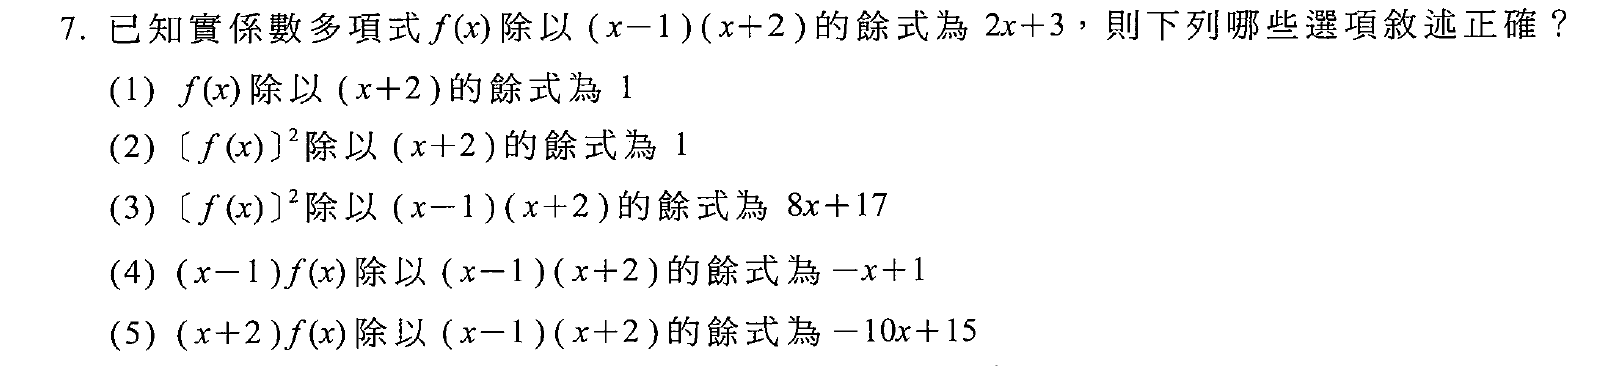 7. 已知實係數多項式 f(x) 除以 (x−1)(x+2) 的餘式為 2x+3，則下列哪些選項敘述正確？
(1) f(x) 除以 (x+2) 的餘式為 1
(2) 〔f(x)〕² 除以 (x+2) 的餘式為 1
(3) 〔f(x)〕² 除以 (x−1)(x+2) 的餘式為 8x+17
(4) (x−1)f(x) 除以 (x−1)(x+2) 的餘式為 −x+1
(5) (x+2)f(x) 除以 (x−1)(x+2) 的餘式為 −10x+15